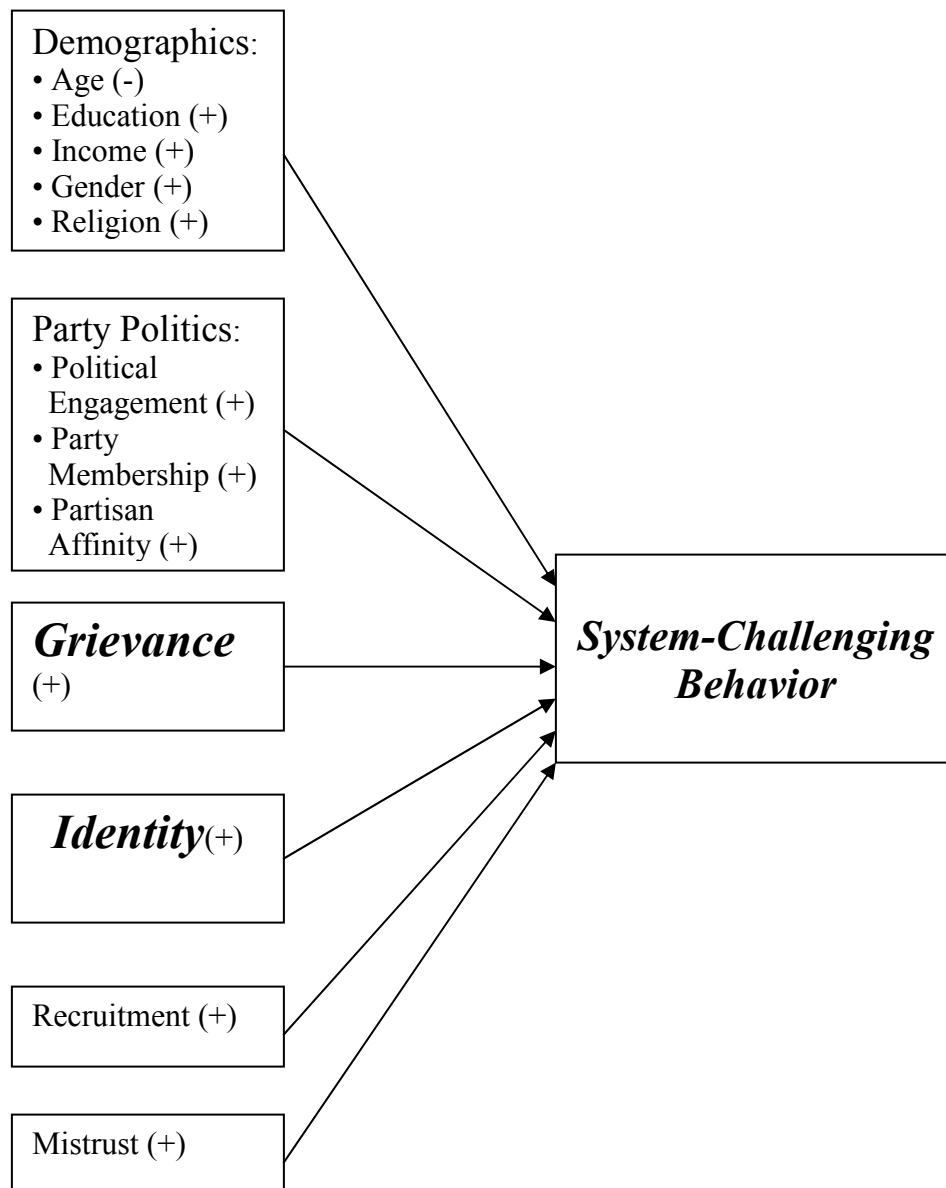 Demographics:
• Age (-)
• Education (+)
• Income (+)
• Gender (+)
• Religion (+)
Party Politics:
• Political
Engagement (+)
• Party
Membership (+)
• Partisan
Affinity (+)
Grievance
(+)
Identity(+)
Recruitment (+)
Mistrust (+)
System-Challenging
Behavior